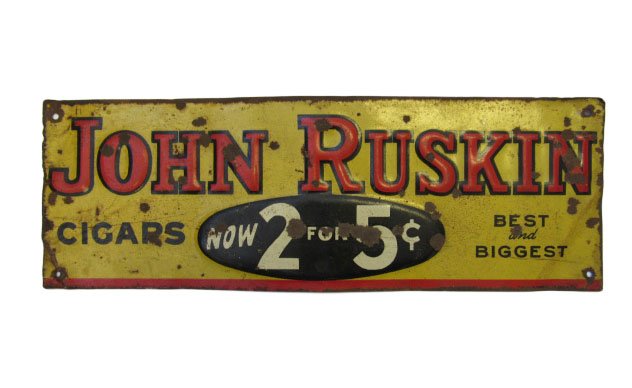 JOHN RUSKIN
CIGARS NOW 2 FOR 5¢ BEST
and
BIGGEST